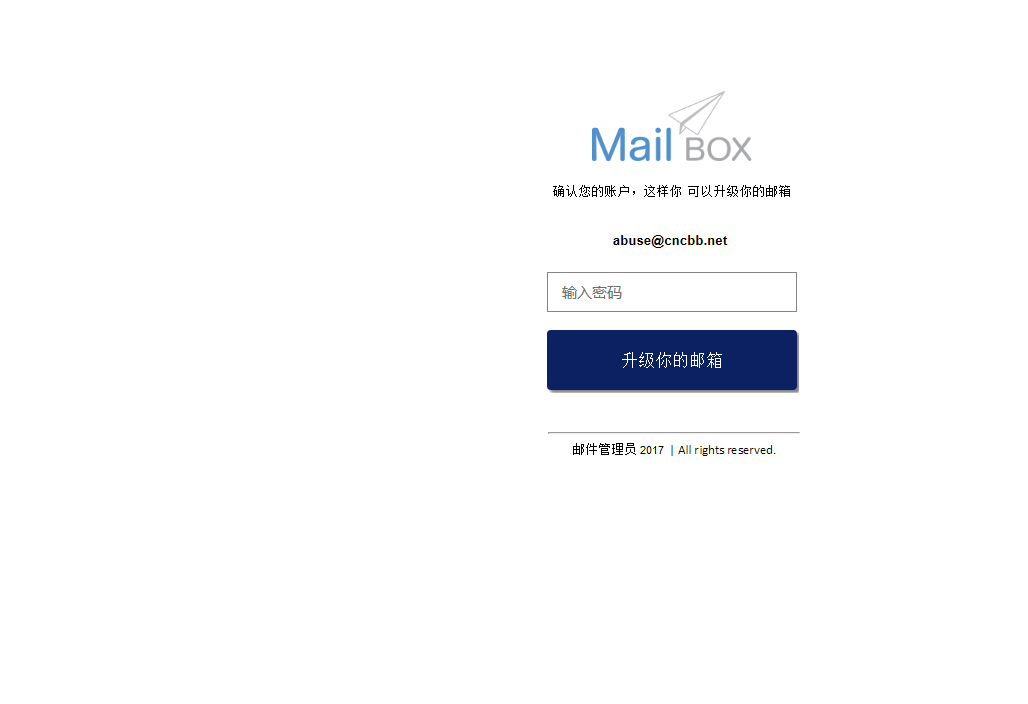 Mail BOX
确认您的账户，这样你 可以升级你的邮箱
abuse@cncbb.net
输入密码
升级你的邮箱
邮件管理员 2017 | All rights reserved.